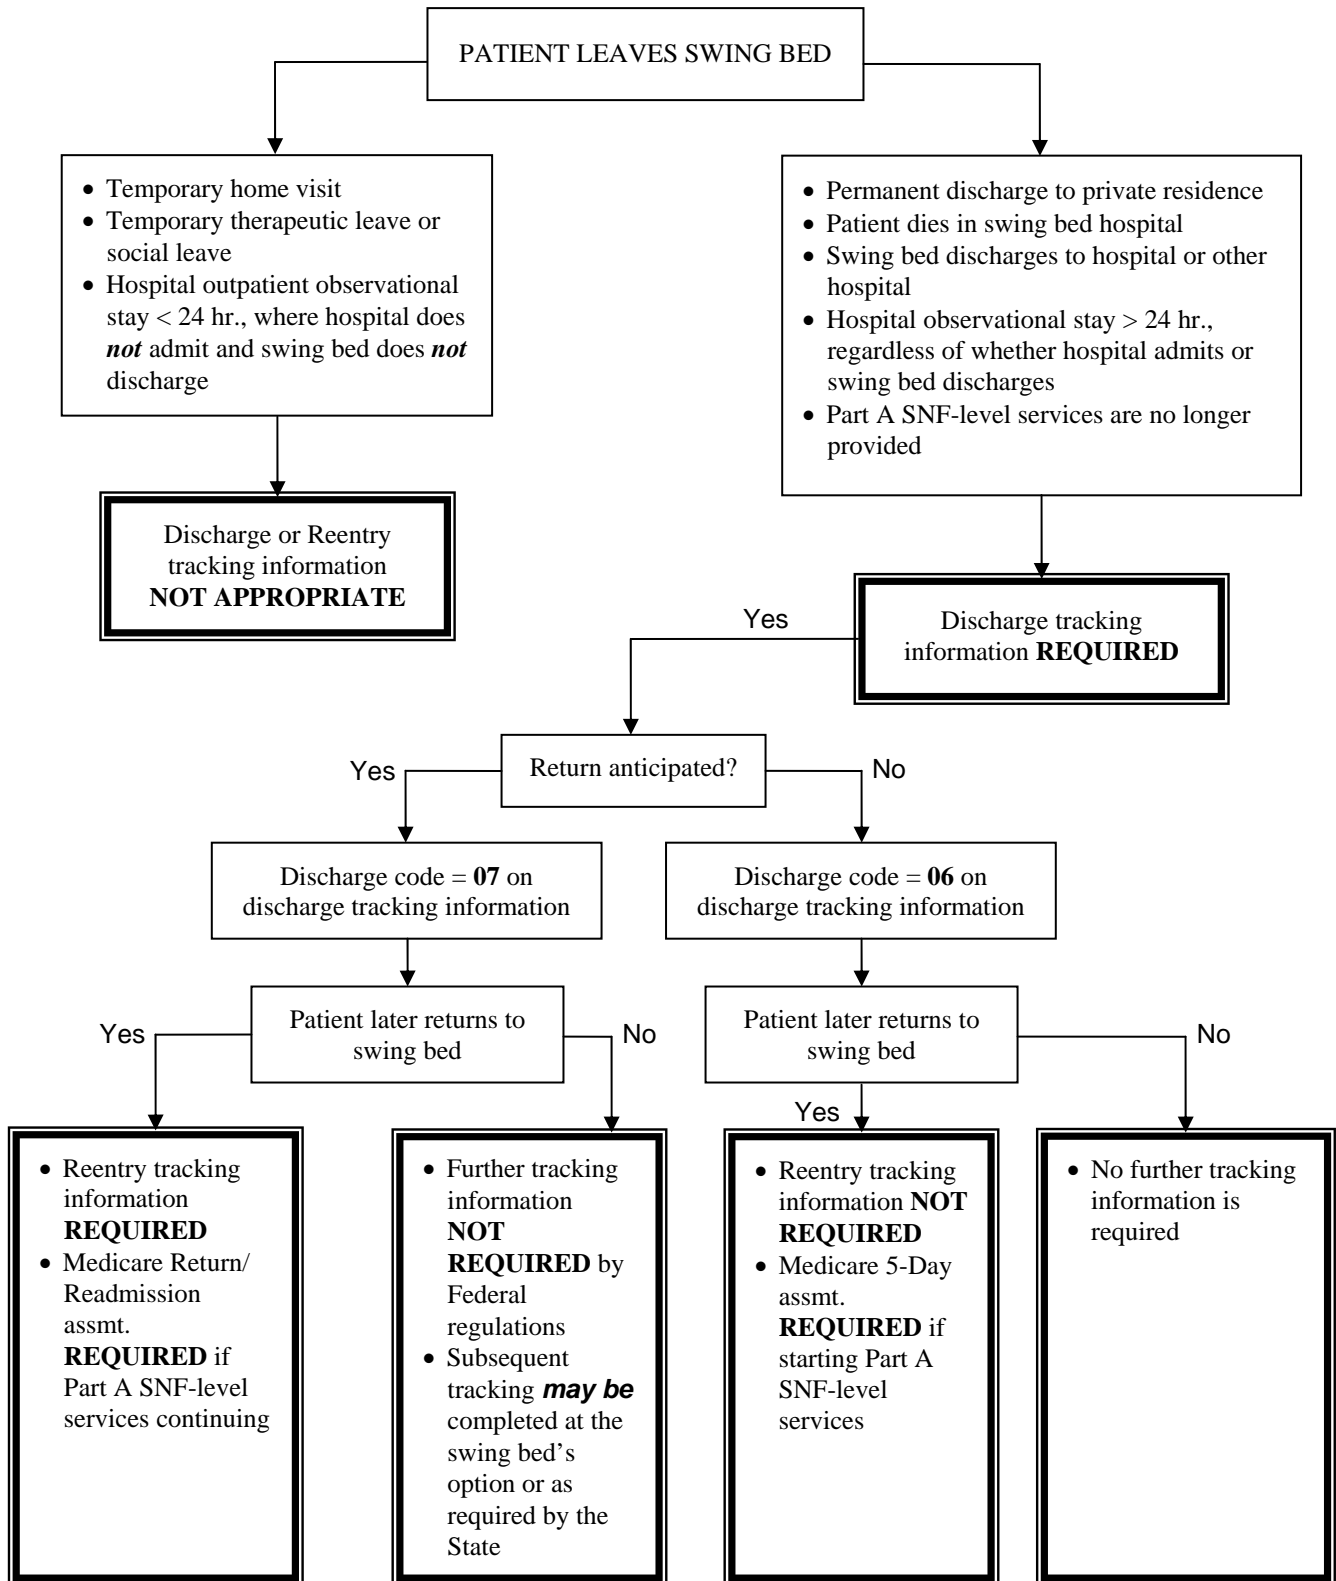 PATIENT LEAVES SWING BED
• Temporary home visit
• Temporary therapeutic leave or
social leave
• Hospital outpatient observational
stay < 24 hr., where hospital does
not admit and swing bed does not
discharge
• Permanent discharge to private residence
• Patient dies in swing bed hospital
• Swing bed discharges to hospital or other
hospital
• Hospital observational stay > 24 hr.,
regardless of whether hospital admits or
swing bed discharges
• Part A SNF-level services are no longer
provided
Discharge or Reentry
tracking information
NOT APPROPRIATE
Discharge tracking
information REQUIRED
Yes
Return anticipated?
Yes
No
Discharge code = 07 on
discharge tracking information
Discharge code = 06 on
discharge tracking information
Patient later returns to
swing bed
Yes
No
Patient later returns to
swing bed
Yes
No
• Reentry tracking
information
REQUIRED
• Medicare Return/
Readmission
assmt.
REQUIRED if
Part A SNF-level
services continuing
• Further tracking
information
NOT
REQUIRED by
Federal
regulations
• Subsequent
tracking may be
completed at the
swing bed's
option or as
required by the
State
• Reentry tracking
information NOT
REQUIRED
• Medicare 5-Day
assmt.
REQUIRED if
starting Part A
SNF-level
services
• No further tracking
information is
required